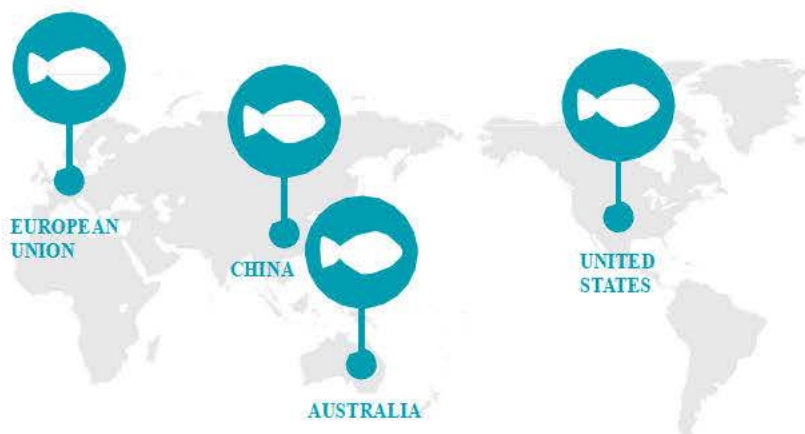 EUROPEAN
UNION
CHINA
UNITED
STATES
AUSTRALIA